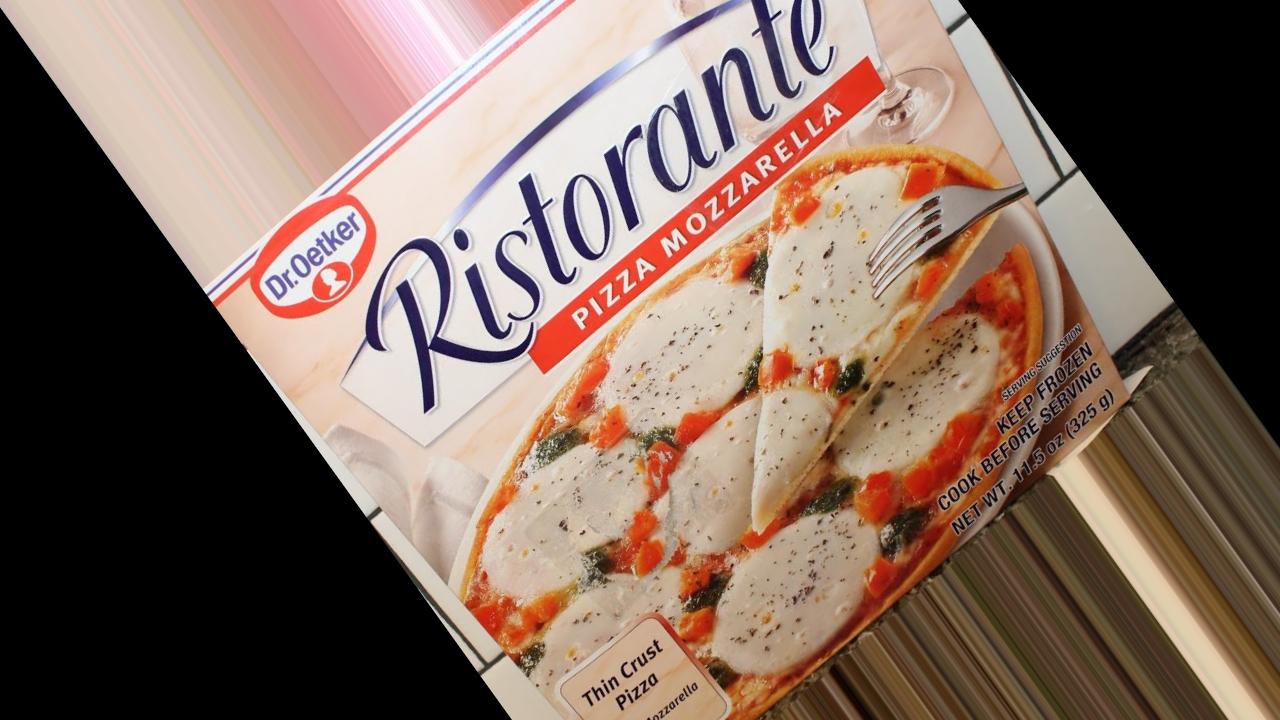 Dr.Oetker
Ristorante
PIZZA MOZZARELLA
SERVING SUGGESTION
KEEP FROZEN
COOK BEFORE SERVING
NET WT. 11.5 oz (325 g)
Thin Crust
Pizza
Mozzarella